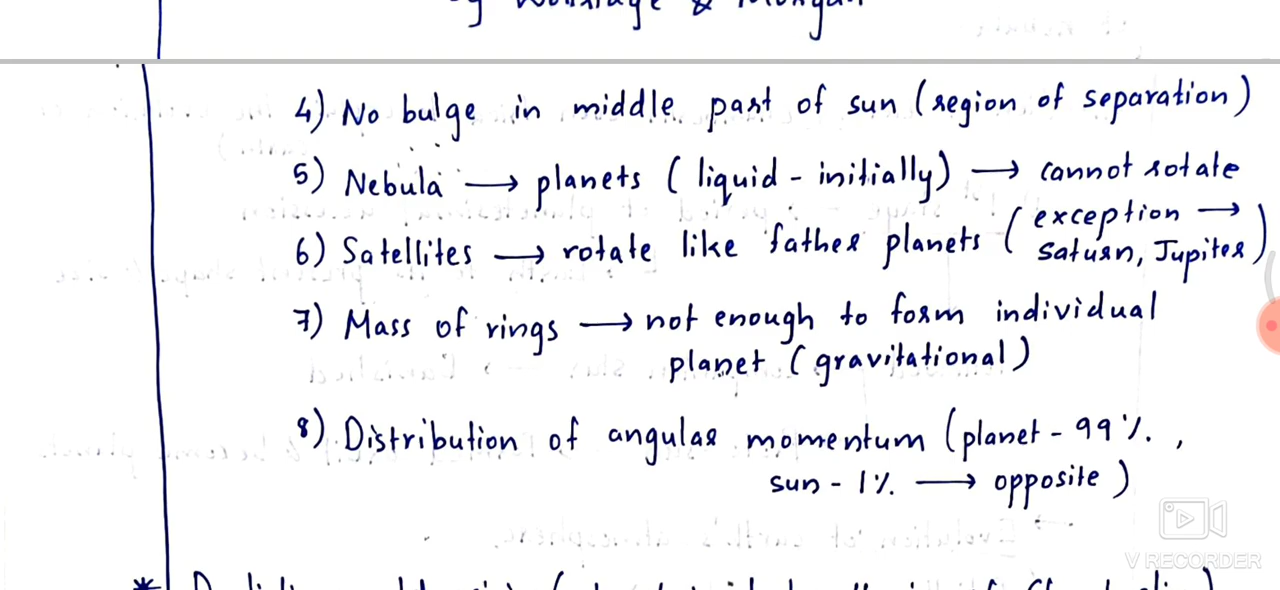 &
4) No bulge in middle part of sun (region of separation)
5) Nebula → planets (liquid - initially) → cannot rotate
6) Satellites → rotate like father planets (exception → saturn, Jupiter)
7) Mass of rings → not enough to form individual
planet (gravitational)
8) Distribution of angular momentum (planet - 99%,
sun - 1% → opposite)
V RECORDER